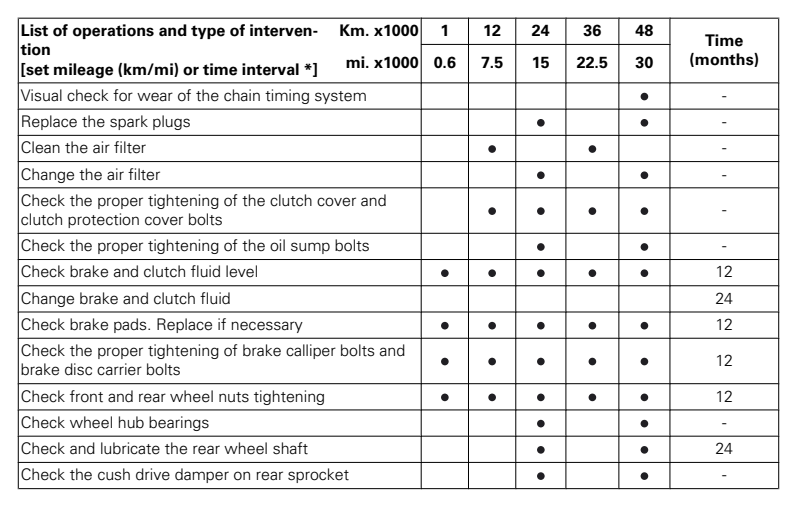 List of operations and type of interven- Km. x1000 1 12 24 36 48 Time
tion
[set mileage (km/mi) or time interval *] mi. x1000 0.6 7.5 15 22.5 30 (months)
Visual check for wear of the chain timing system ● -
Replace the spark plugs ● ● -
Clean the air filter ● ● -
Change the air filter ● ● -
Check the proper tightening of the clutch cover and
clutch protection cover bolts ● ● ● ● -
Check the proper tightening of the oil sump bolts ● ● -
Check brake and clutch fluid level ● ● ● ● ● 12
Change brake and clutch fluid 24
Check brake pads. Replace if necessary ● ● ● ● ● 12
Check the proper tightening of brake calliper bolts and
brake disc carrier bolts ● ● ● ● ● 12
Check front and rear wheel nuts tightening ● ● ● ● ● 12
Check wheel hub bearings ● ● -
Check and lubricate the rear wheel shaft ● ● 24
Check the cush drive damper on rear sprocket ● ● -